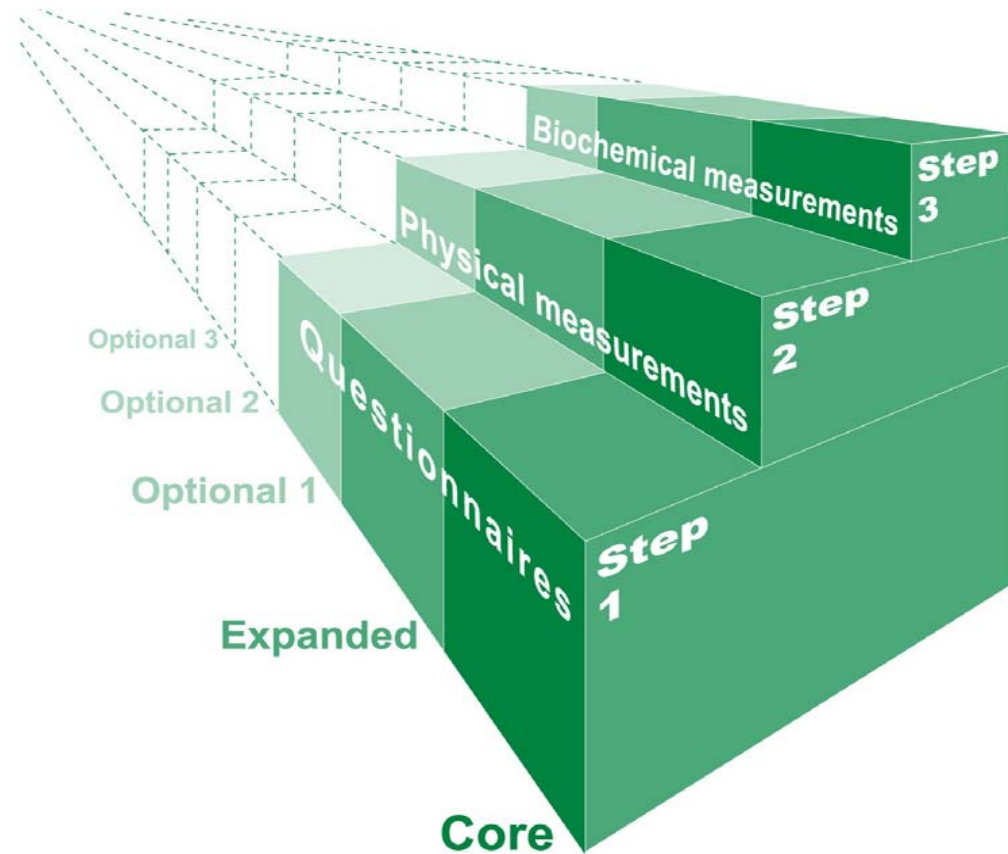 Biochemical measurements
Step
3
Physical measurements
Step
2
Questionnaires
Step
1
Optional 3
Optional 2
Optional 1
Expanded
Core